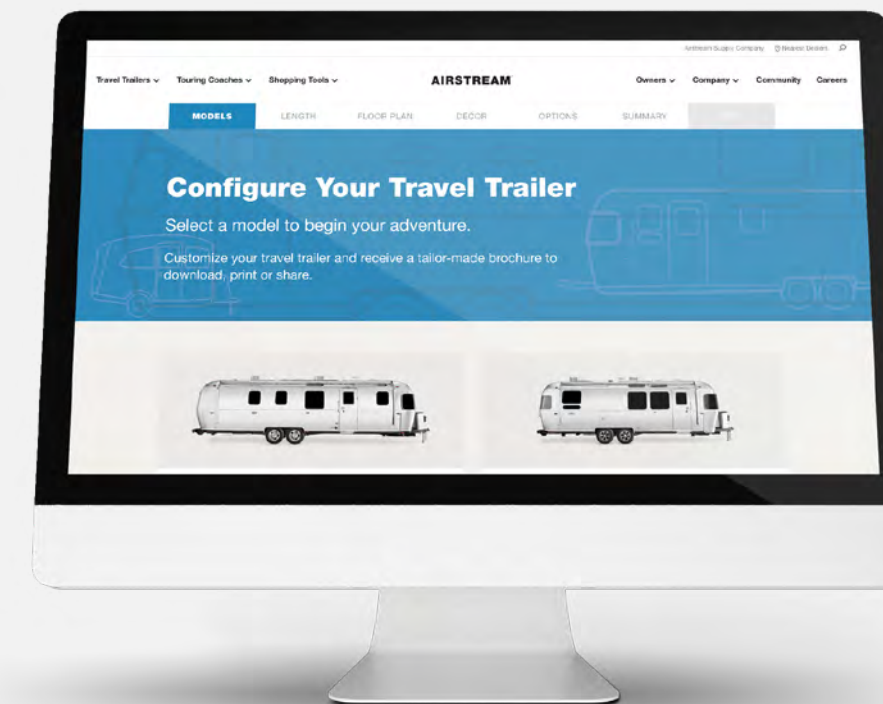 Airstream Supply Company Nearest Dealers
Travel Trailers Touring Coaches Shopping Tools AIRSTREAM Owners Company Community Careers
MODELS LENGTH FLOOR PLAN DÉCOR OPTIONS SUMMARY
Configure Your Travel Trailer
Select a model to begin your adventure.
Customize your travel trailer and receive a tailor-made brochure to
download, print or share.